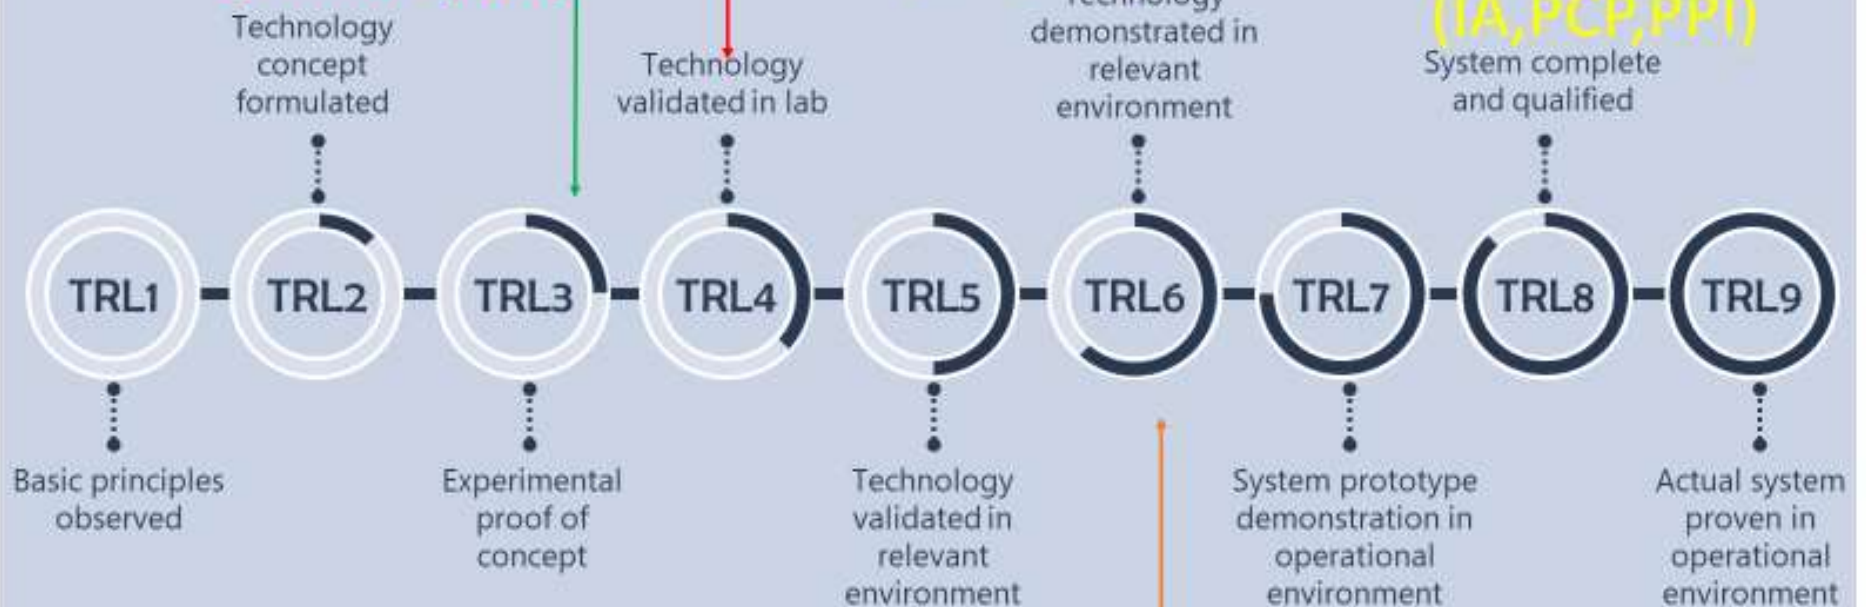 (IA,PCP,PPI)
Technology
concept
formulated
Technology
validated in lab
Technology
demonstrated in
relevant
environment
System complete
and qualified
TRL1
TRL2
TRL3
TRL4
TRL5
TRL6
TRL7
TRL8
TRL9
Basic principles
observed
Experimental
proof of
concept
Technology
validated in
relevant
environment
System prototype
demonstration in
operational
environment
Actual system
proven in
operational
environment